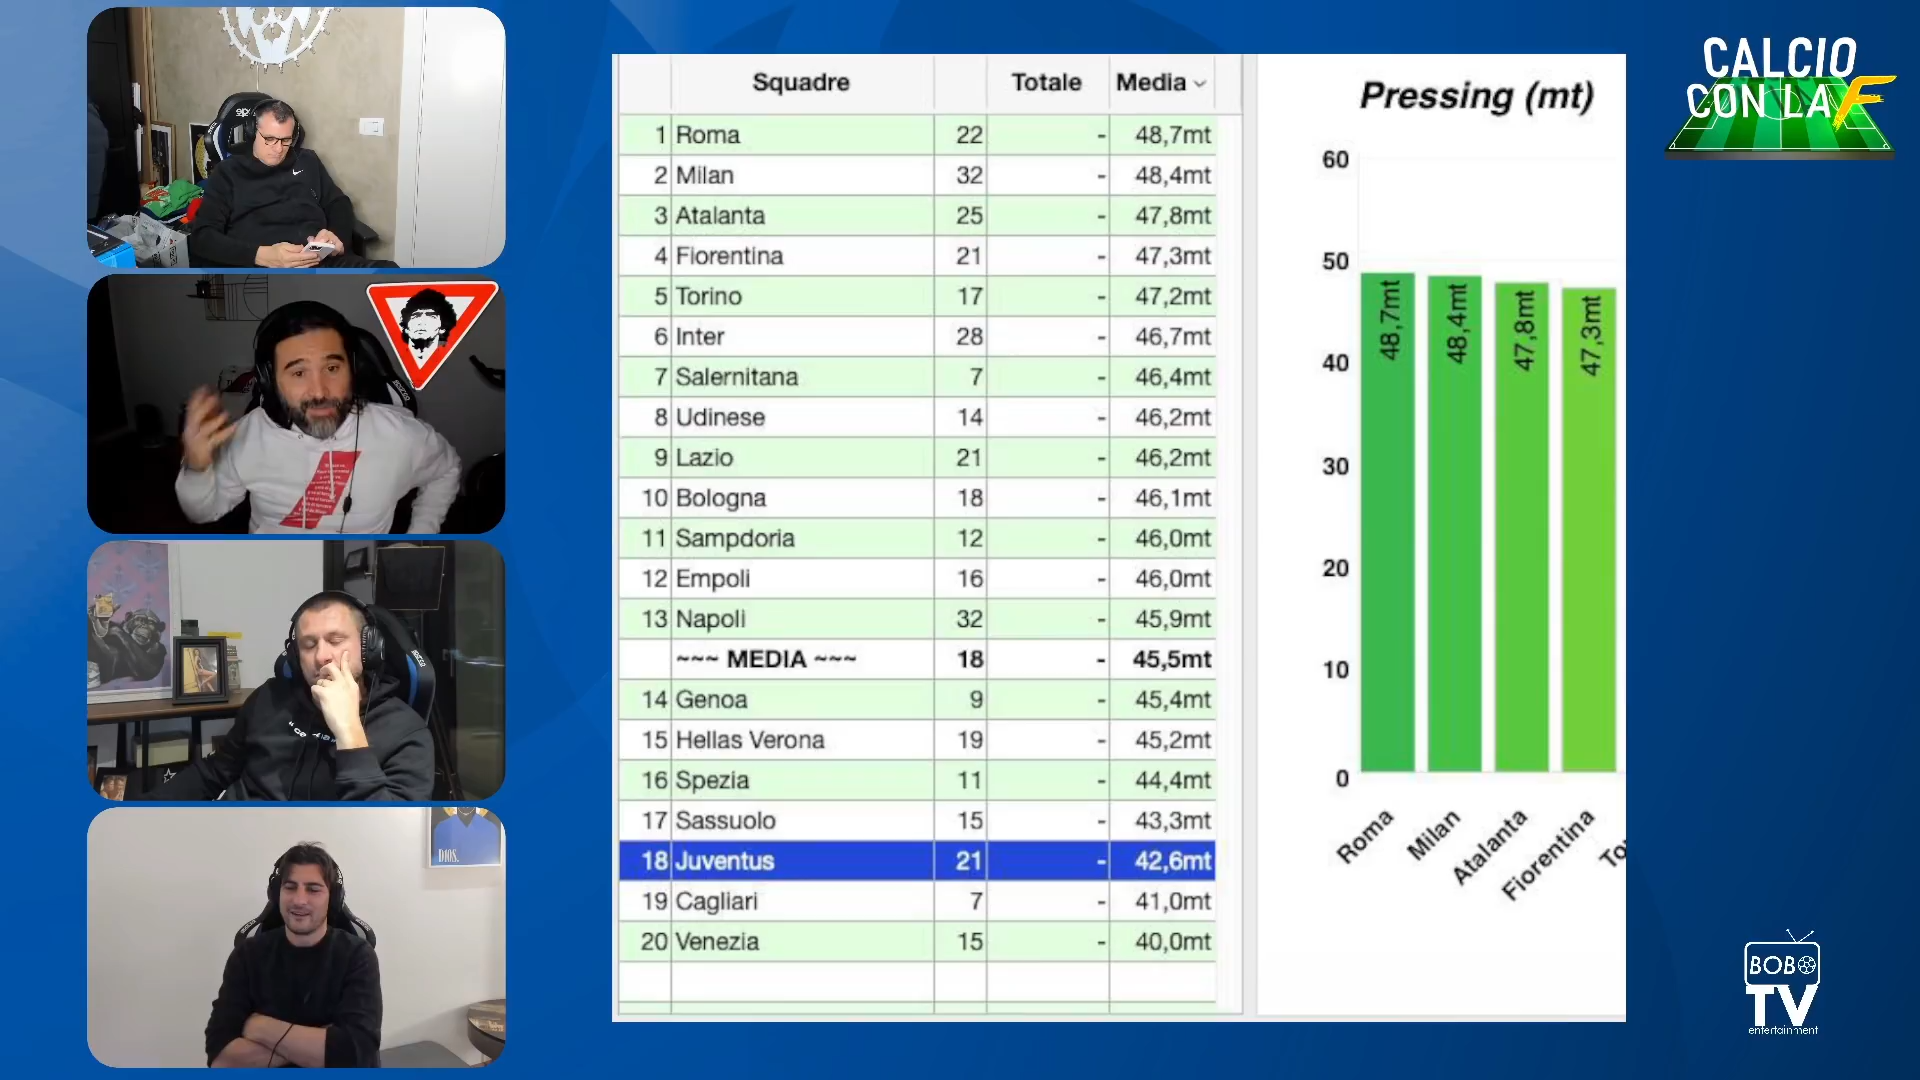 Squadre Totale Media
1 Roma 22 - 48,7mt
2 Milan 32 - 48,4mt
3 Atalanta 25 - 47,8mt
4 Fiorentina 21 - 47,3mt
5 Torino 17 - 47,2mt
6 Inter 28 - 46,7mt
7 Salernitana 7 - 46,4mt
8 Udinese 14 - 46,2mt
9 Lazio 21 - 46,2mt
10 Bologna 18 - 46,1mt
11 Sampdoria 12 - 46,0mt
12 Empoli 16 - 46,0mt
13 Napoli 32 - 45,9mt
~~~ MEDIA ~~~ 18 - 45,5mt
14 Genoa 9 - 45,4mt
15 Hellas Verona 19 - 45,2mt
16 Spezia 11 - 44,4mt
17 Sassuolo 15 - 43,3mt
18 Juventus 21 - 42,6mt
19 Cagliari 7 - 41,0mt
20 Venezia 15 - 40,0mt
Pressing (mt)
60
50
40
30
20
10
0
48,7mt
48,4mt
47,8mt
47,3mt
Roma
Milan
Atalanta
Fiorentina
CALCIO
CON LA F
BOBO
TV
entertainment
DIOS.